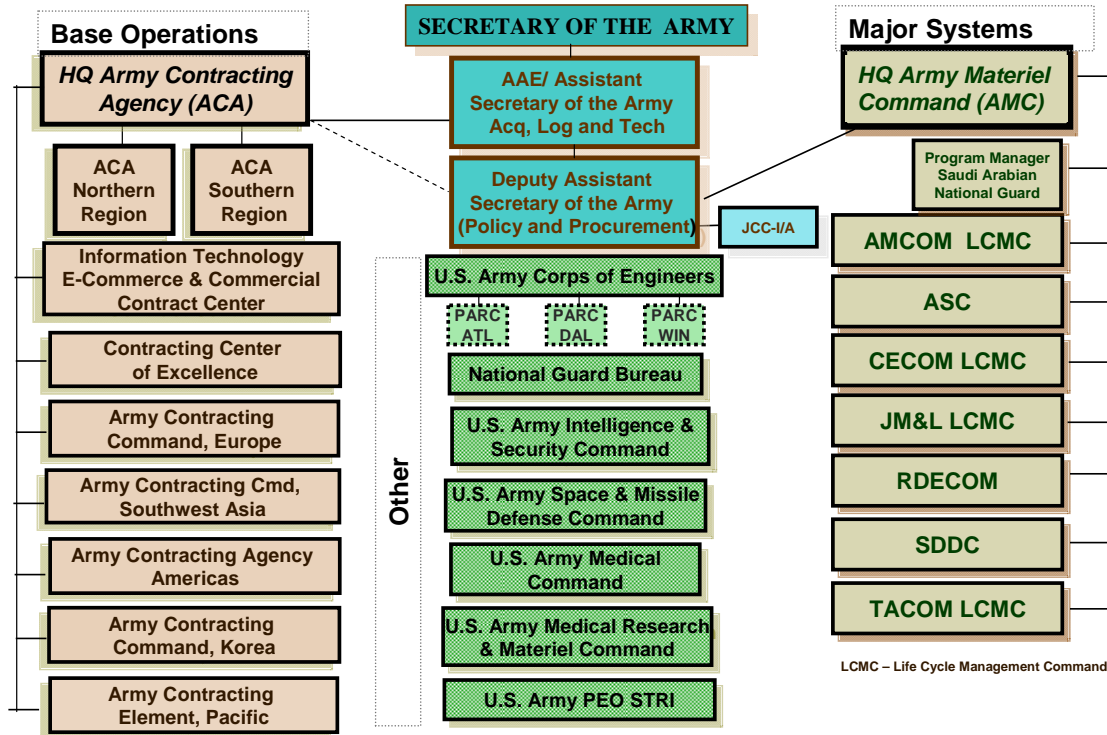 Base Operations
HQ Army Contracting
Agency (ACA)
ACA
Northern
Region
ACA
Southern
Region
Information Technology
E-Commerce & Commercial
Contract Center
Contracting Center
of Excellence
Army Contracting
Command, Europe
Army Contracting Cmd,
Southwest Asia
Army Contracting Agency
Americas
Army Contracting
Command, Korea
Army Contracting
Element, Pacific
SECRETARY OF THE ARMY
AAE/ Assistant
Secretary of the Army
Acq, Log and Tech
Deputy Assistant
Secretary of the Army
(Policy and Procurement)
JCC-I/A
Other
U.S. Army Corps of Engineers
PARC
ATL
PARC
DAL
PARC
WIN
National Guard Bureau
U.S. Army Intelligence &
Security Command
U.S. Army Space & Missile
Defense Command
U.S. Army Medical
Command
U.S. Army Medical Research
& Materiel Command
U.S. Army PEO STRI
Major Systems
HQ Army Materiel
Command (AMC)
Program Manager
Saudi Arabian
National Guard
AMCOM LCMC
ASC
CECOM LCMC
JM&L LCMC
RDECOM
SDDC
TACOM LCMC
LCMC – Life Cycle Management Command